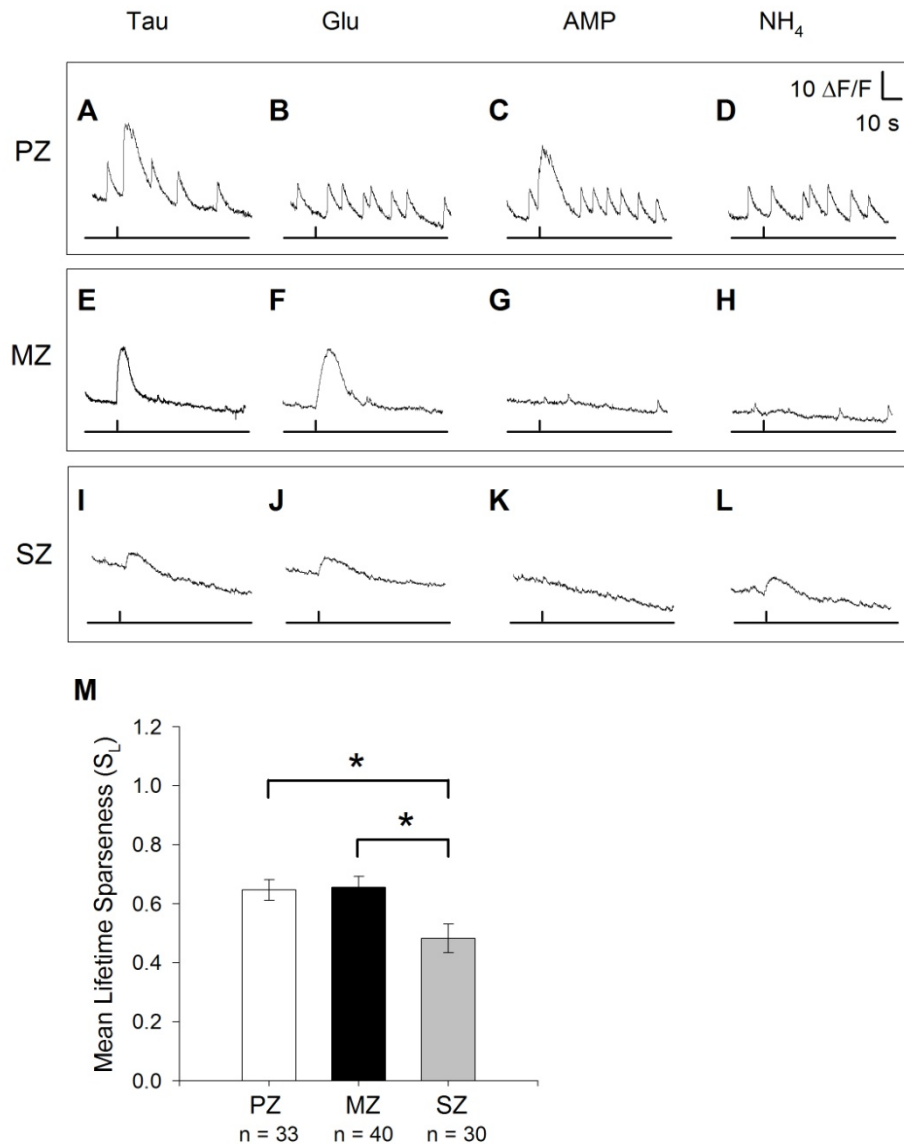 Tau Glu AMP NH₄
10 ΔF/F
10 s
PZ
A B C D
MZ
E F G H
SZ
I J K L
M
Mean Lifetime Sparseness (S_L)
1.2
1.0
0.8
0.6
0.4
0.2
0.0
* 
*
PZ MZ SZ
n = 33 n = 40 n = 30